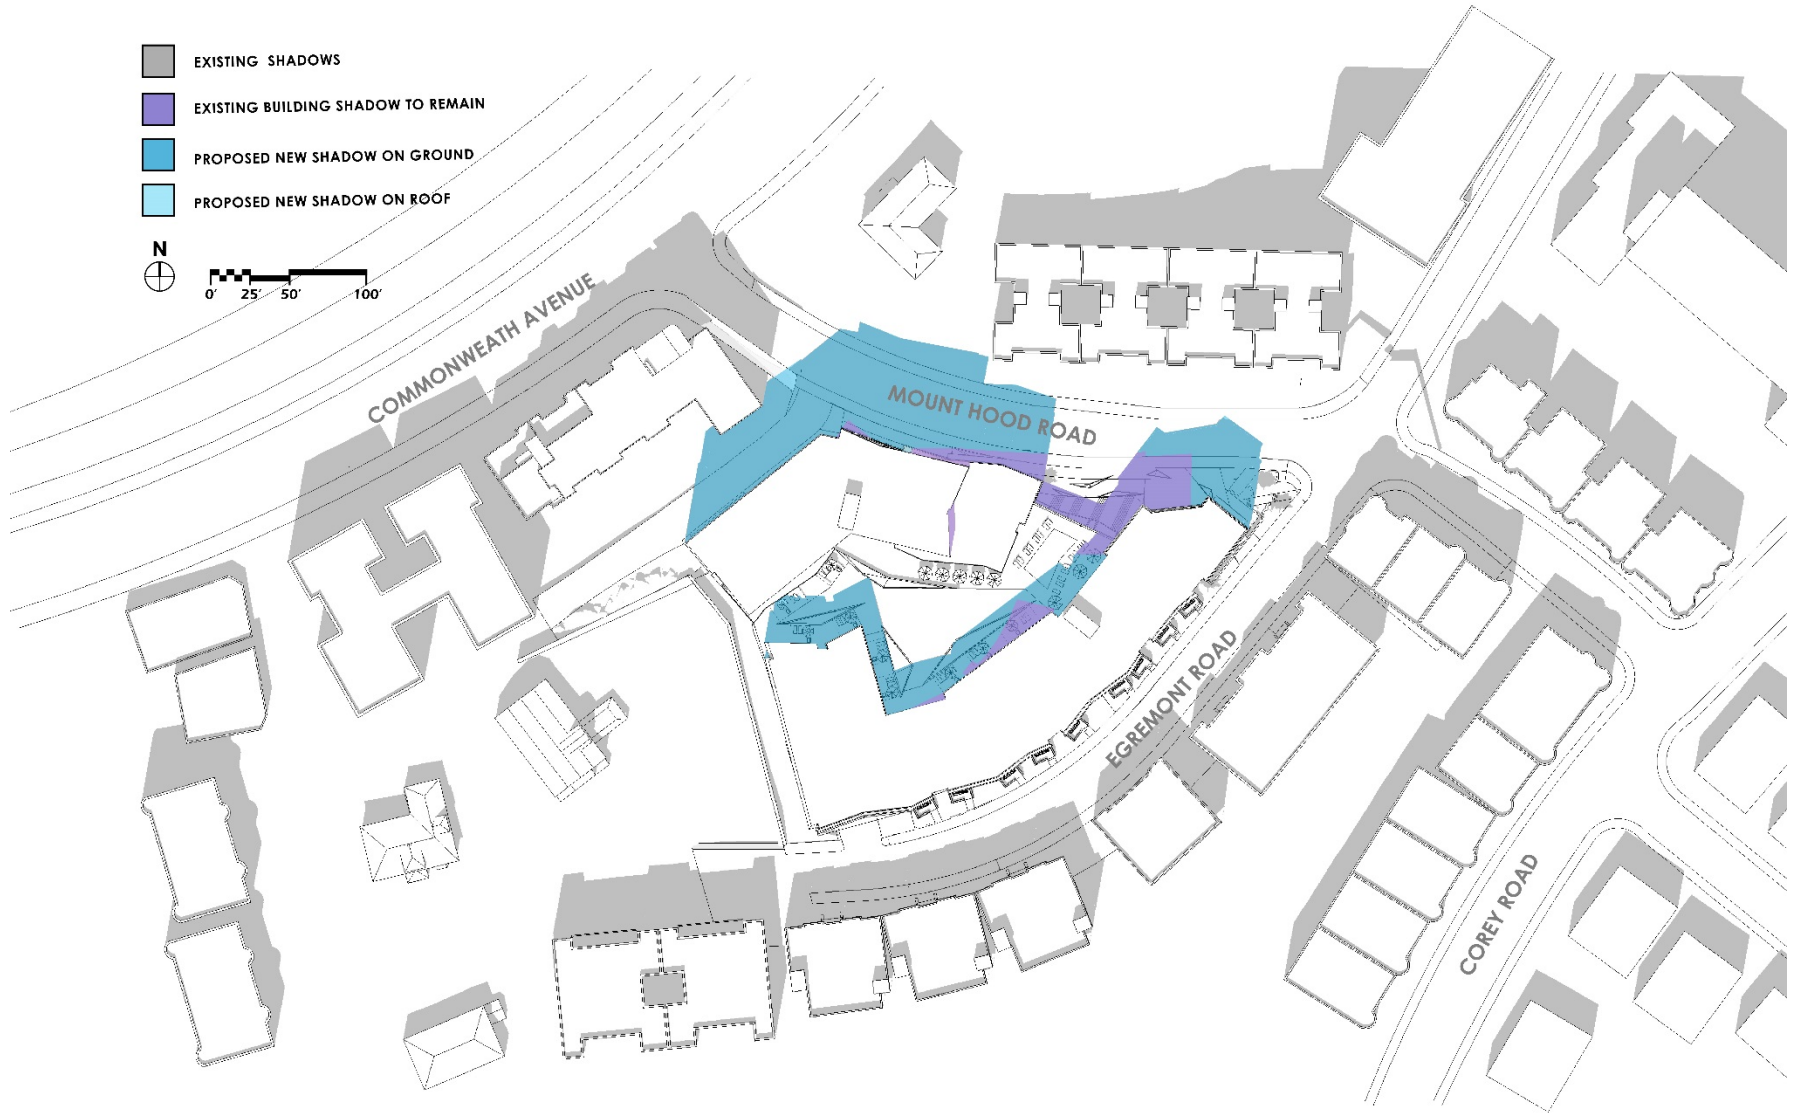 EXISTING SHADOWS
EXISTING BUILDING SHADOW TO REMAIN
PROPOSED NEW SHADOW ON GROUND
PROPOSED NEW SHADOW ON ROOF
N
0' 25' 50' 100'
COMMONWEATH AVENUE
MOUNT HOOD ROAD
EGREMONT ROAD
COREY ROAD